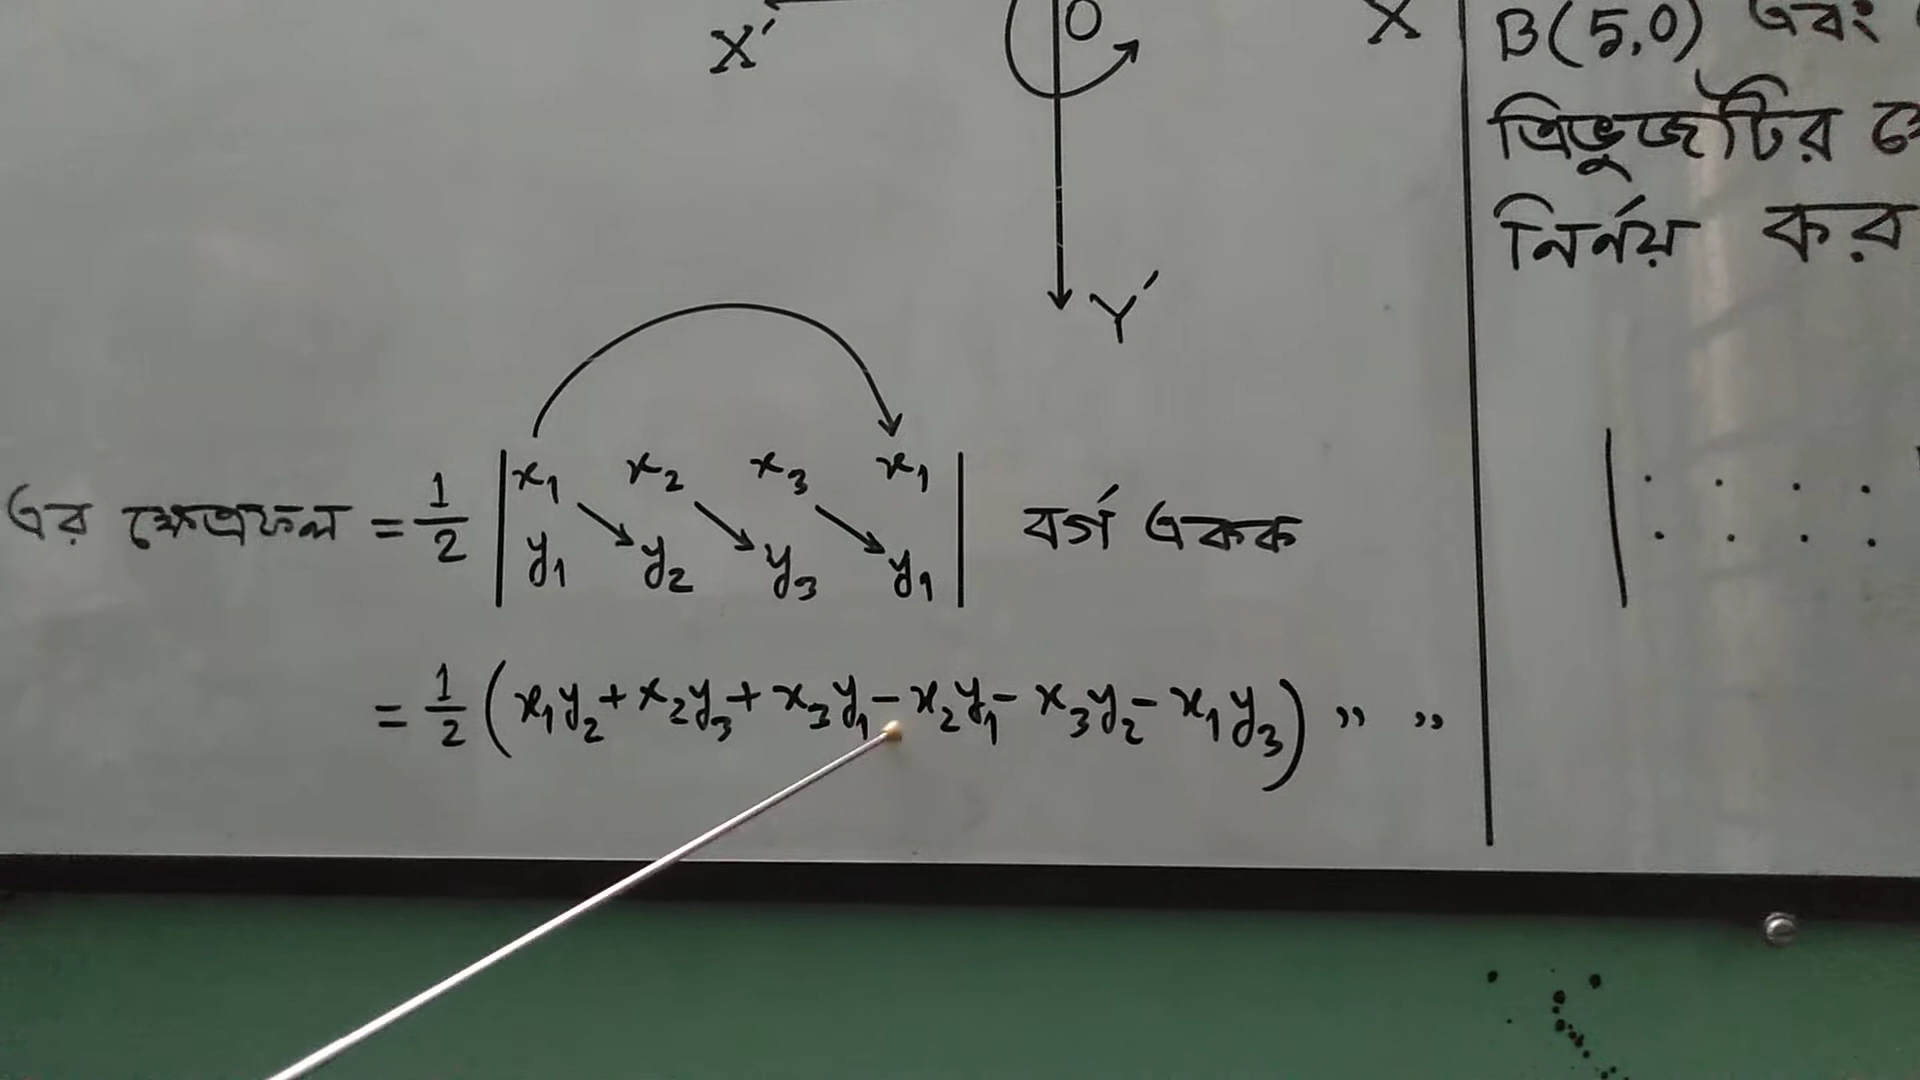 X′ O X
Y′
এর ক্ষেত্রফল = 1/2 | x₁ x₂ x₃ x₁ | বর্গ একক
y₁ y₂ y₃ y₁
= 1/2 (x₁y₂ + x₂y₃ + x₃y₁ - x₂y₁ - x₃y₂ - x₁y₃) ,, ,,
B(5,0) এবং
ত্রিভুজটির
নির্নয় কর